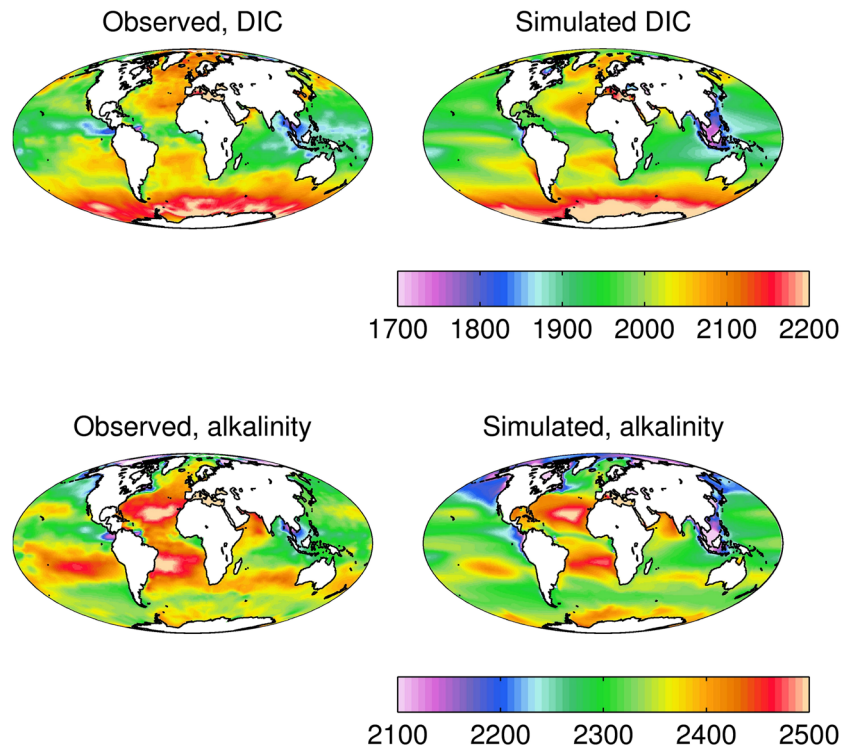 Observed, DIC
Simulated DIC
1700 1800 1900 2000 2100 2200
Observed, alkalinity
Simulated, alkalinity
2100 2200 2300 2400 2500